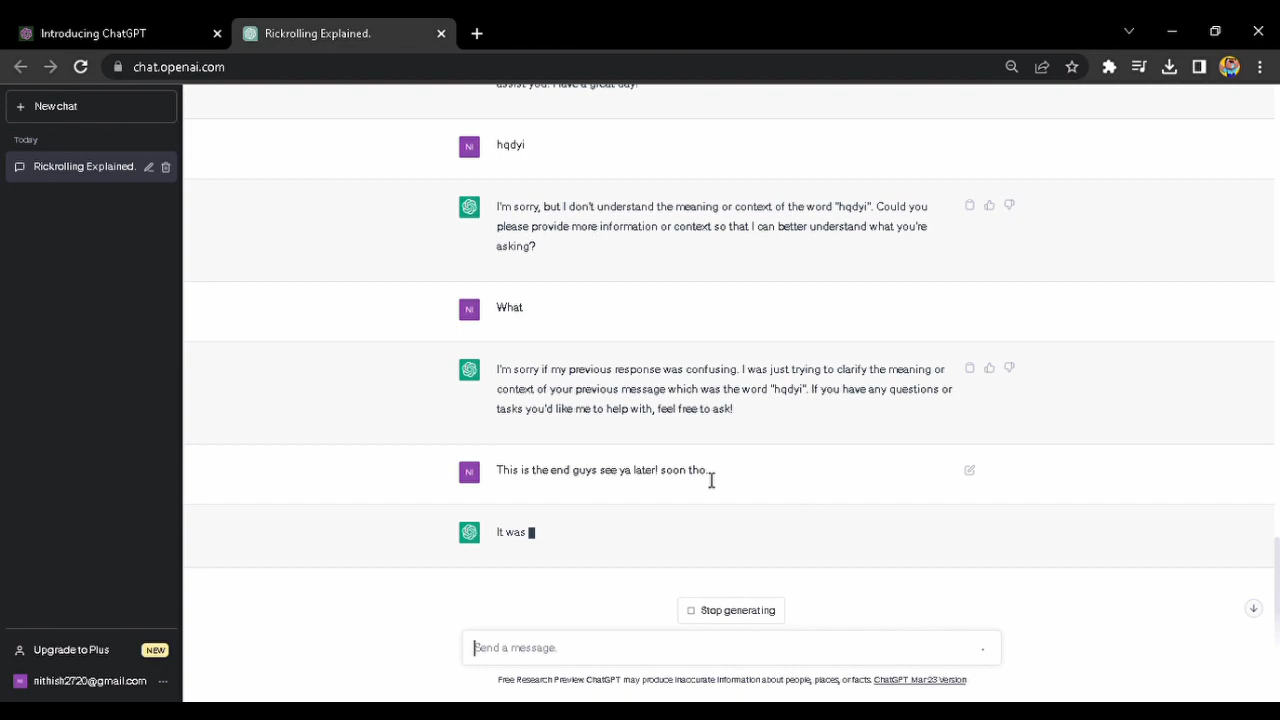 Introducing ChatGPT
Rickrolling Explained.
chat.openai.com
New chat
Today
Rickrolling Explained.
assist you. Have a great day!
NI
hqdyi
I'm sorry, but I don't understand the meaning or context of the word "hqdyi". Could you
please provide more information or context so that I can better understand what you're
asking?
NI
What
I'm sorry if my previous response was confusing. I was just trying to clarify the meaning or
context of your previous message which was the word "hqdyi". If you have any questions or
tasks you'd like me to help with, feel free to ask!
NI
This is the end guys see ya later! soon tho..
It was
Stop generating
Send a message.
Free Research Preview. ChatGPT may produce inaccurate information about people, places, or facts. ChatGPT Mar 23 Version
Upgrade to Plus NEW
NI nithish2720@gmail.com